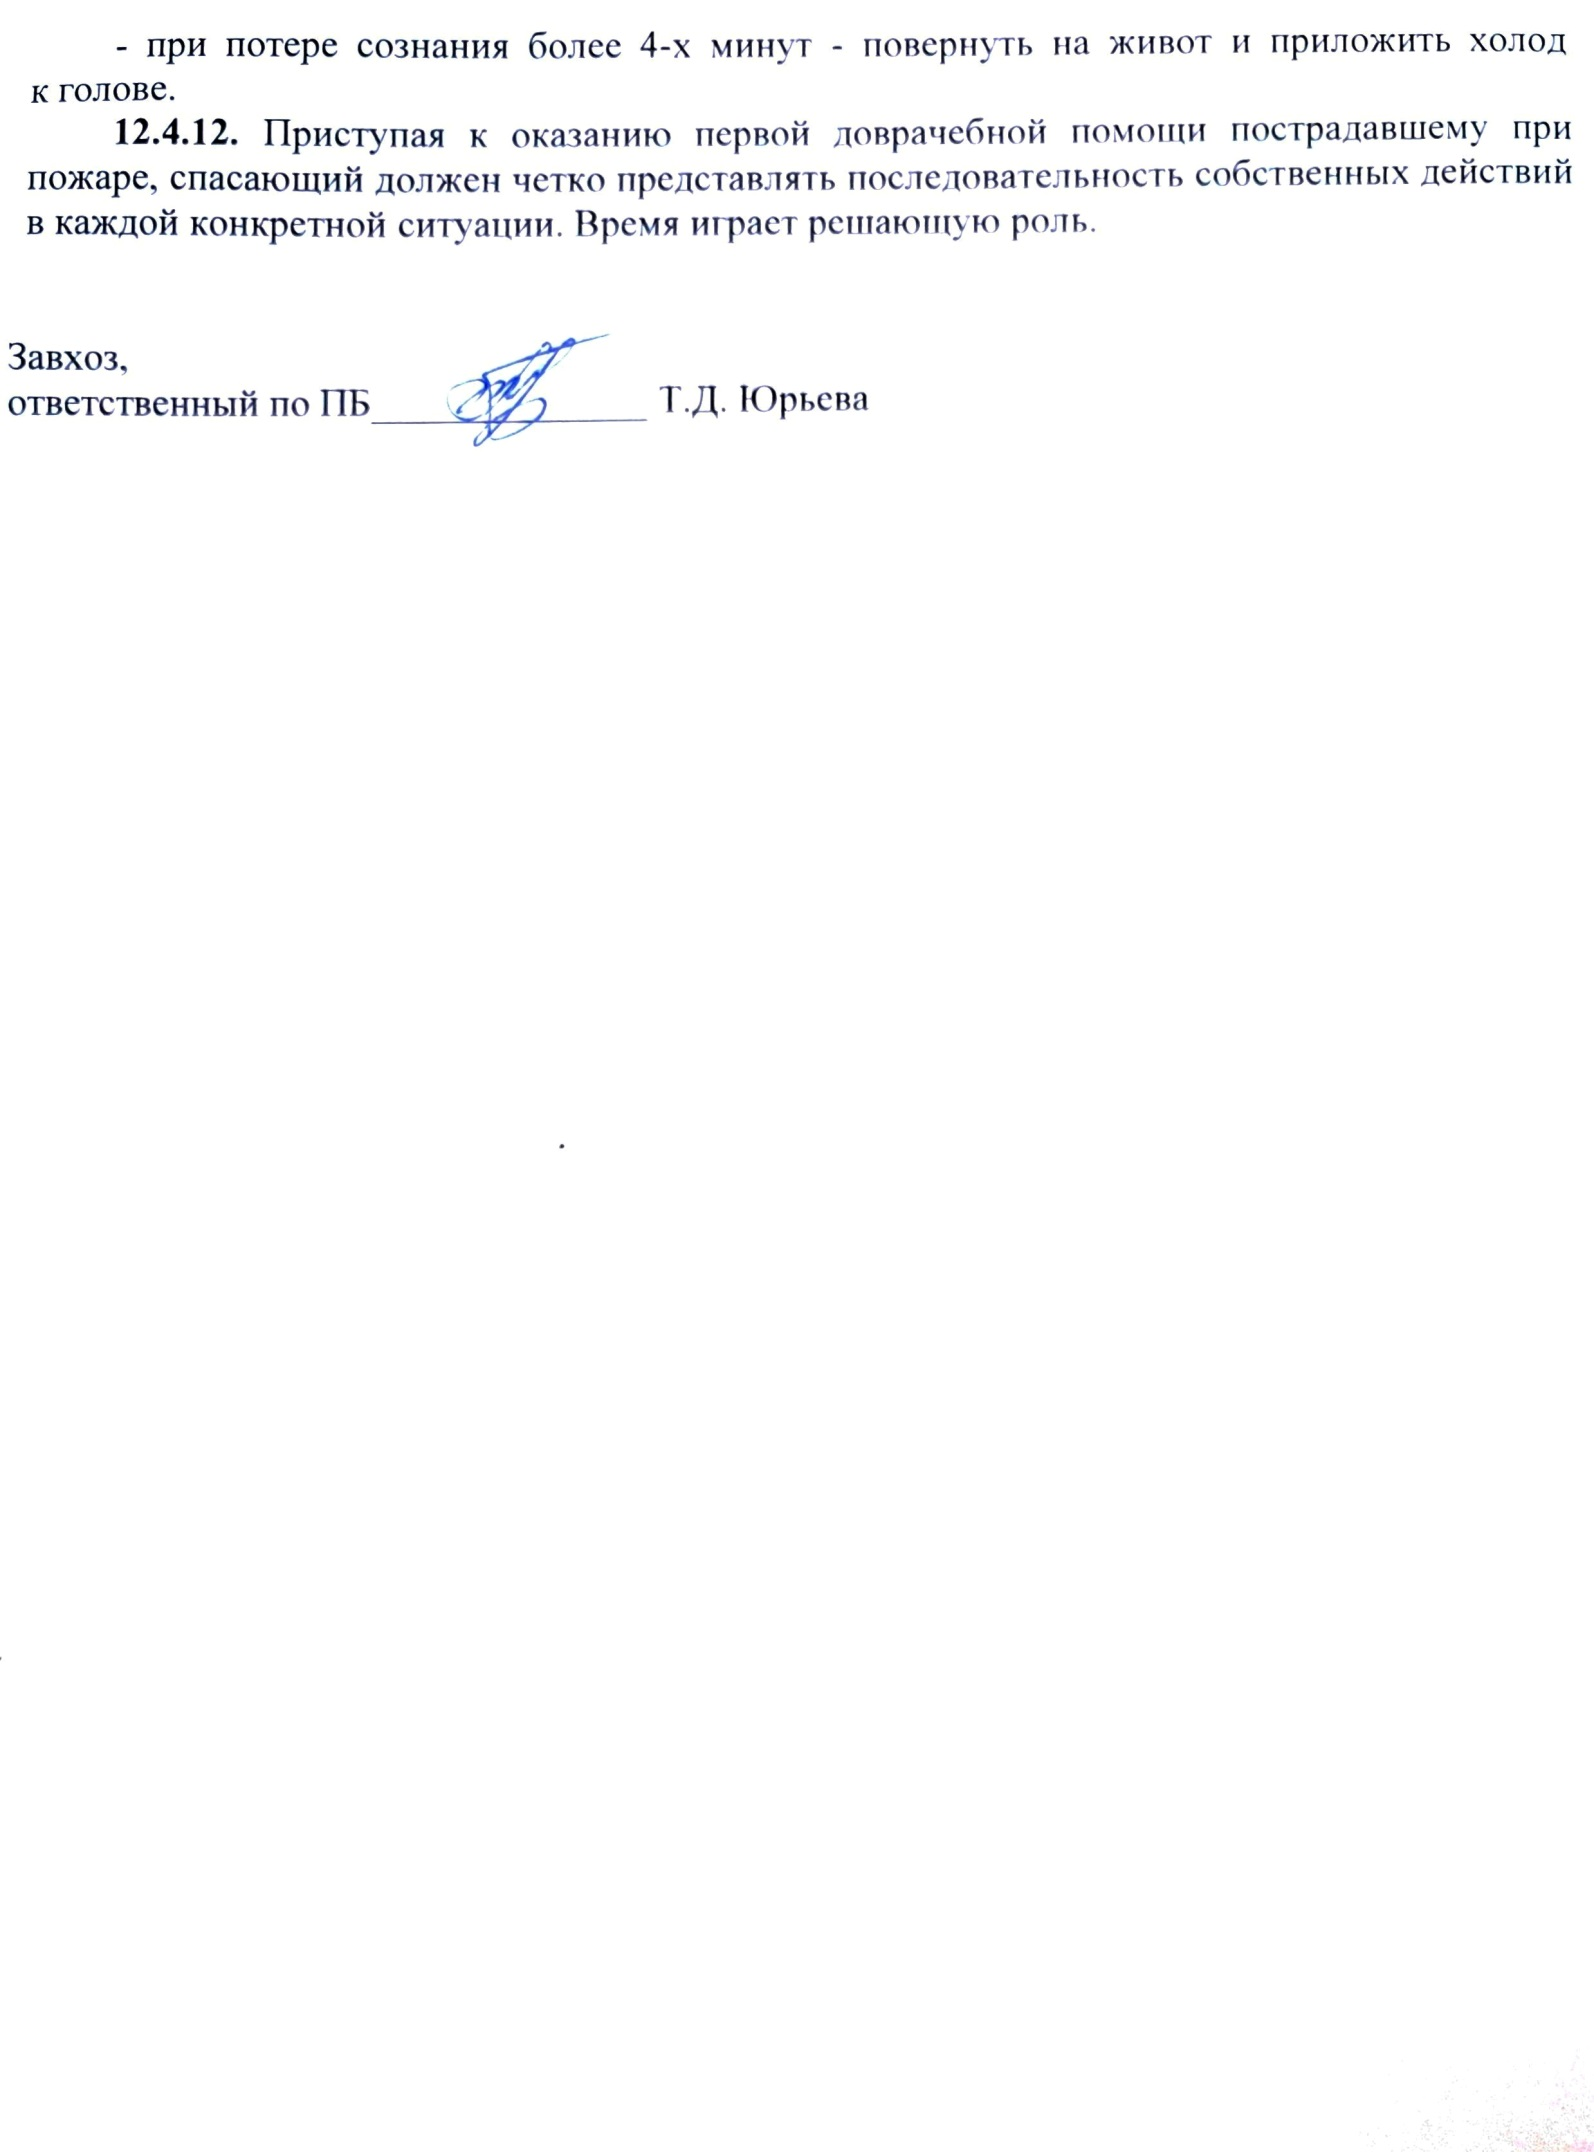 - при потере сознания более 4-х минут - повернуть на живот и приложить холод
к голове.
12.4.12. Приступая к оказанию первой доврачебной помощи пострадавшему при
пожаре, спасающий должен четко представлять последовательность собственных действий
в каждой конкретной ситуации. Время играет решающую роль.
Завхоз,
ответственный по ПБ______________ Т.Д. Юрьева